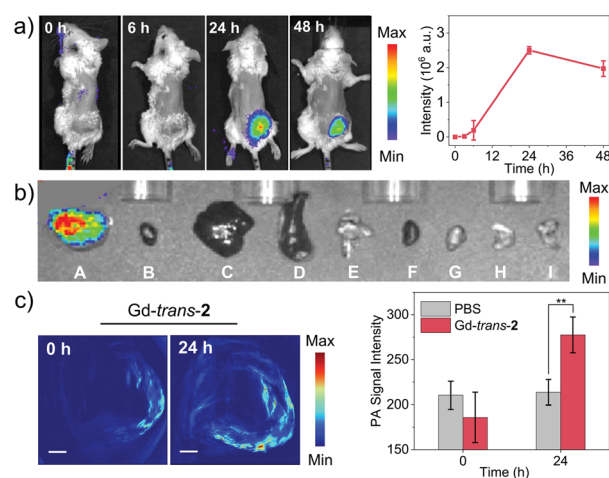 a)
0 h
6 h
24 h
48 h
Max
Min
Intensity (10⁶ a.u.)
3
2
1
0
0 12 24 36 48
Time (h)
b)
A B C D E F G H I
Max
Min
c)
Gd-trans-2
0 h
24 h
Max
Min
PA Signal Intensity
300
250
200
150
PBS
Gd-trans-2
**
0 24
Time (h)